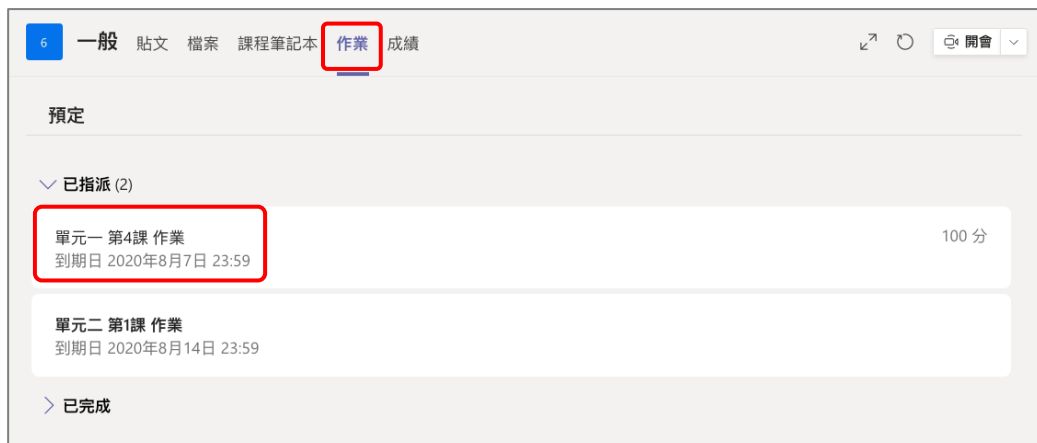 6 一般 貼文 檔案 課程筆記本 作業 成績 開會
預定
已指派 (2)
單元一 第4課 作業 100 分
到期日 2020年8月7日 23:59
單元二 第1課 作業
到期日 2020年8月14日 23:59
已完成